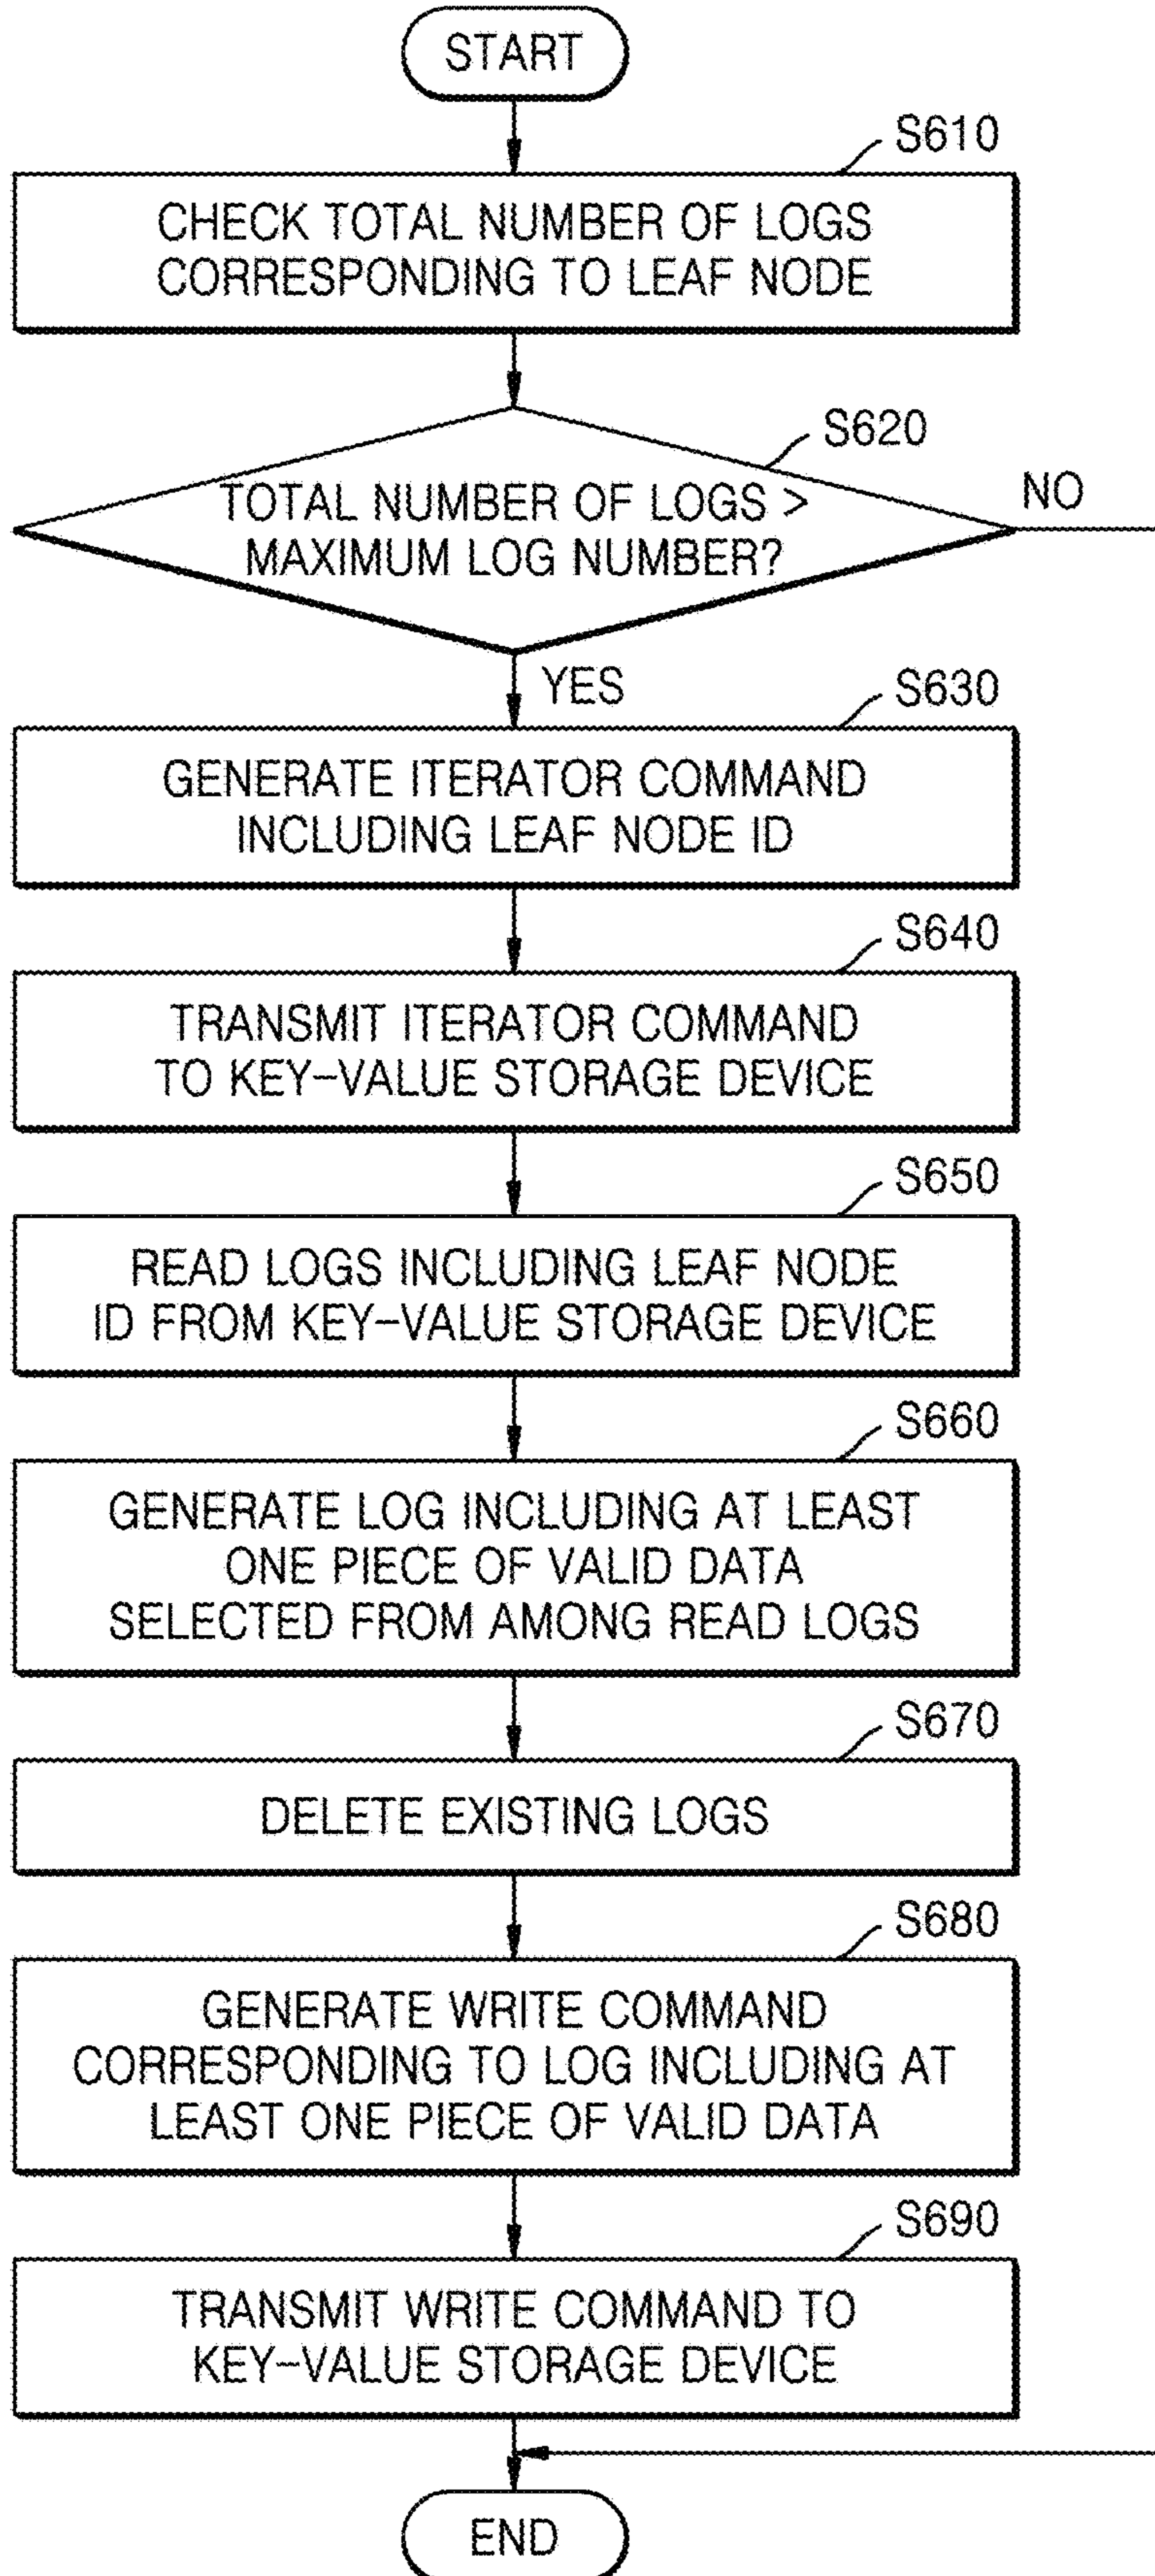 START
S610
CHECK TOTAL NUMBER OF LOGS
CORRESPONDING TO LEAF NODE
S620
TOTAL NUMBER OF LOGS >
MAXIMUM LOG NUMBER?
NO
YES
S630
GENERATE ITERATOR COMMAND
INCLUDING LEAF NODE ID
S640
TRANSMIT ITERATOR COMMAND
TO KEY-VALUE STORAGE DEVICE
S650
READ LOGS INCLUDING LEAF NODE
ID FROM KEY-VALUE STORAGE DEVICE
S660
GENERATE LOG INCLUDING AT LEAST
ONE PIECE OF VALID DATA
SELECTED FROM AMONG READ LOGS
S670
DELETE EXISTING LOGS
S680
GENERATE WRITE COMMAND
CORRESPONDING TO LOG INCLUDING AT
LEAST ONE PIECE OF VALID DATA
S690
TRANSMIT WRITE COMMAND TO
KEY-VALUE STORAGE DEVICE
END